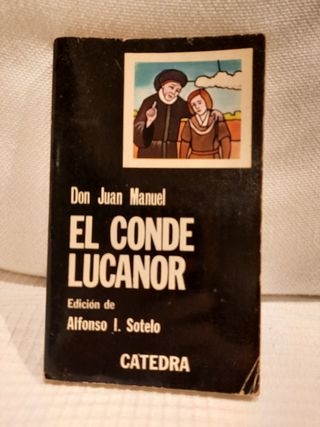 Don Juan Manuel
EL CONDE
LUCANOR
Edición de
Alfonso I. Sotelo
CATEDRA